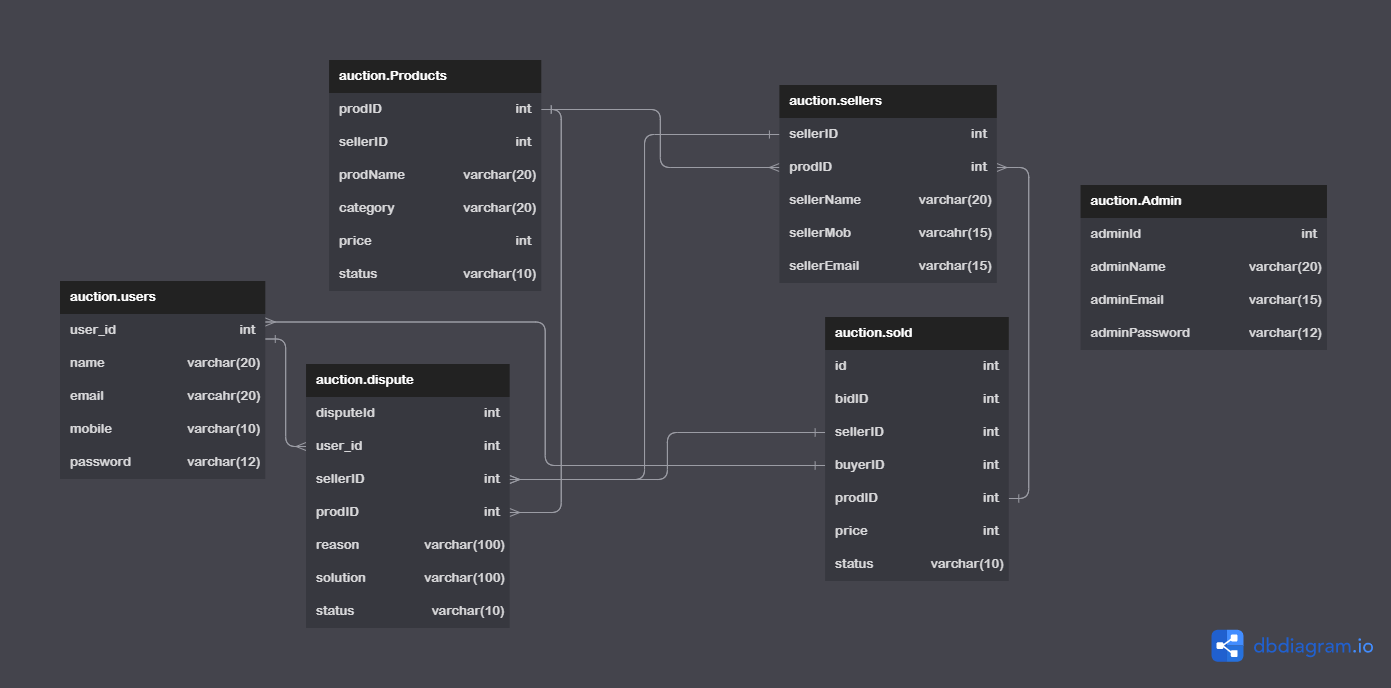 auction.Products
prodID int
sellerID int
prodName varchar(20)
category varchar(20)
price int
status varchar(10)
auction.sellers
sellerID int
prodID int
sellerName varchar(20)
sellerMob varcahr(15)
sellerEmail varchar(15)
auction.Admin
adminId int
adminName varchar(20)
adminEmail varchar(15)
adminPassword varchar(12)
auction.users
user_id int
name varchar(20)
email varcahr(20)
mobile varchar(10)
password varchar(12)
auction.dispute
disputeId int
user_id int
sellerID int
prodID int
reason varchar(100)
solution varchar(100)
status varchar(10)
auction.sold
id int
bidID int
sellerID int
buyerID int
prodID int
price int
status varchar(10)
dbdiagram.io